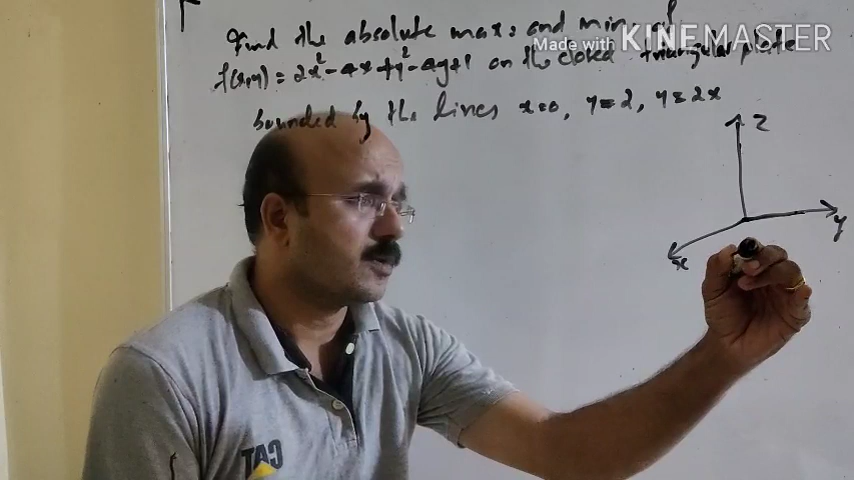 Find the absolute max: and min: of
f(x,y) = 2x² - 4x + y² - 4y + 1 on the closed triangular plate
bounded by the lines x=0, y=2, y=2x
Made with KINEMASTER
z
y
x
CAT